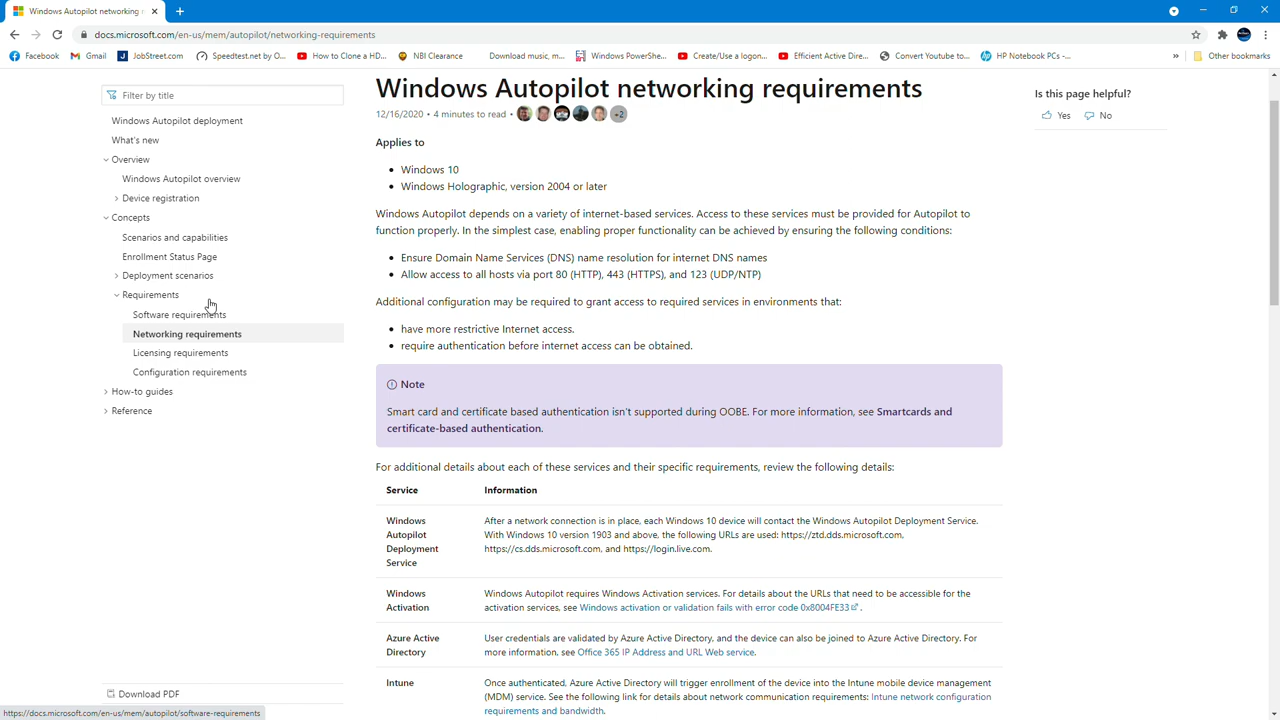 Windows Autopilot networking
docs.microsoft.com/en-us/mem/autopilot/networking-requirements
Facebook
Gmail
JobStreet.com
Speedtest.net by O...
How to Clone a HD...
NBI Clearance
Download music, m...
Windows PowerShe...
Create/Use a logon...
Efficient Active Dire...
Convert Youtube to...
HP Notebook PCs -...
»
Other bookmarks
Filter by title
Windows Autopilot deployment
What's new
Overview
Windows Autopilot overview
Device registration
Concepts
Scenarios and capabilities
Enrollment Status Page
Deployment scenarios
Requirements
Software requirements
Networking requirements
Licensing requirements
Configuration requirements
How-to guides
Reference
Download PDF
https://docs.microsoft.com/en-us/mem/autopilot/software-requirements
Windows Autopilot networking requirements
12/16/2020 • 4 minutes to read •
+2
Applies to
• Windows 10
• Windows Holographic, version 2004 or later
Windows Autopilot depends on a variety of internet-based services. Access to these services must be provided for Autopilot to
function properly. In the simplest case, enabling proper functionality can be achieved by ensuring the following conditions:
• Ensure Domain Name Services (DNS) name resolution for internet DNS names
• Allow access to all hosts via port 80 (HTTP), 443 (HTTPS), and 123 (UDP/NTP)
Additional configuration may be required to grant access to required services in environments that:
• have more restrictive Internet access.
• require authentication before internet access can be obtained.
Note
Smart card and certificate based authentication isn't supported during OOBE. For more information, see Smartcards and
certificate-based authentication.
For additional details about each of these services and their specific requirements, review the following details:
Service Information
Windows
Autopilot
Deployment
Service
After a network connection is in place, each Windows 10 device will contact the Windows Autopilot Deployment Service.
With Windows 10 version 1903 and above, the following URLs are used: https://ztd.dds.microsoft.com,
https://cs.dds.microsoft.com, and https://login.live.com.
Windows
Activation
Windows Autopilot requires Windows Activation services. For details about the URLs that need to be accessible for the
activation services, see Windows activation or validation fails with error code 0x8004FE33 .
Azure Active
Directory
User credentials are validated by Azure Active Directory, and the device can also be joined to Azure Active Directory. For
more information, see Office 365 IP Address and URL Web service.
Intune
Once authenticated, Azure Active Directory will trigger enrollment of the device into the Intune mobile device management
(MDM) service. See the following link for details about network communication requirements: Intune network configuration
requirements and bandwidth.
Is this page helpful?
Yes
No